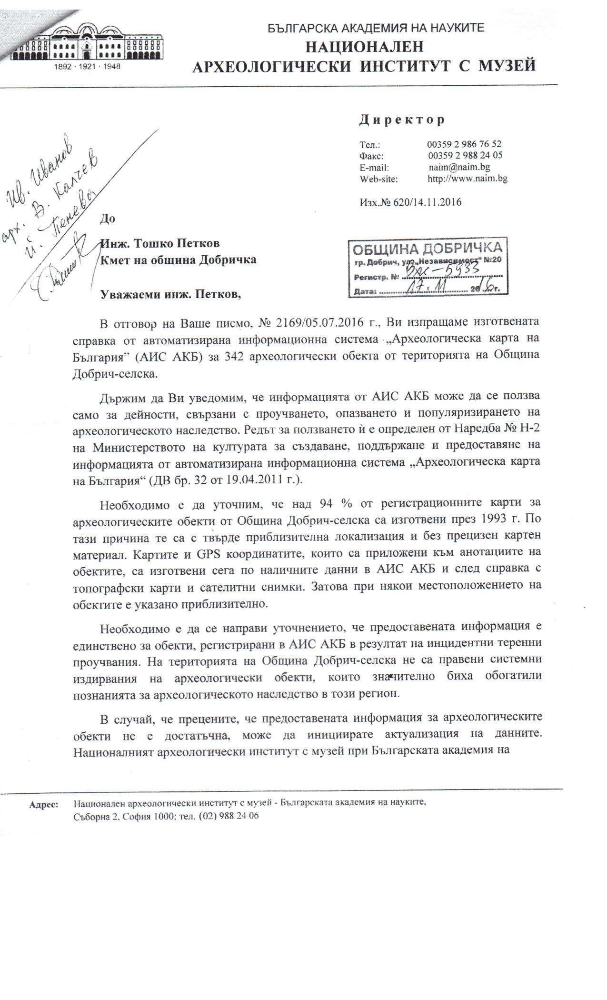 БЪЛГАРСКА АКАДЕМИЯ НА НАУКИТЕ
НАЦИОНАЛЕН
АРХЕОЛОГИЧЕСКИ ИНСТИТУТ С МУЗЕЙ
1892 · 1921 · 1948
Директор
Тел.: 00359 2 986 76 52
Факс: 00359 2 988 24 05
E-mail: naim@naim.bg
Web-site: http://www.naim.bg
Изх.№ 620/14.11.2016
Ив. Иванов
арх. В. Калчев
Й. Пенева
До
Инж. Тошко Петков
Кмет на община Добричка
ОБЩИНА ДОБРИЧКА
гр. Добрич, ул. „Независимост“ №20
Регистр. № ВхК-5933
Дата: 17.11 2016 г.
Уважаеми инж. Петков,
В отговор на Ваше писмо, № 2169/05.07.2016 г., Ви изпращаме изготвената
справка от автоматизирана информационна система „Археологическа карта на
България” (АИС АКБ) за 342 археологически обекта от територията на Община
Добрич-селска.
Държим да Ви уведомим, че информацията от АИС АКБ може да се ползва
само за дейности, свързани с проучването, опазването и популяризирането на
археологическото наследство. Редът за ползването ѝ е определен от Наредба № Н-2
на Министерството на културата за създаване, поддържане и предоставяне на
информацията от автоматизирана информационна система „Археологическа карта
на България“ (ДВ бр. 32 от 19.04.2011 г.).
Необходимо е да уточним, че над 94 % от регистрационните карти за
археологическите обекти от Община Добрич-селска са изготвени през 1993 г. По
тази причина те са с твърде приблизителна локализация и без прецизен картен
материал. Картите и GPS координатите, които са приложени към анотациите на
обектите, са изготвени сега по наличните данни в АИС АКБ и след справка с
топографски карти и сателитни снимки. Затова при някои местоположението на
обектите е указано приблизително.
Необходимо е да се направи уточнението, че предоставената информация е
единствено за обекти, регистрирани в АИС АКБ в резултат на инцидентни теренни
проучвания. На територията на Община Добрич-селска не са правени системни
издирвания на археологически обекти, които значително биха обогатили
познанията за археологическото наследство в този регион.
В случай, че прецените, че предоставената информация за археологическите
обекти не е достатъчна, може да инициирате актуализация на данните.
Националният археологически институт с музей при Българската академия на
Адрес: Национален археологически институт с музей - Българската академия на науките,
Съборна 2, София 1000; тел. (02) 988 24 06